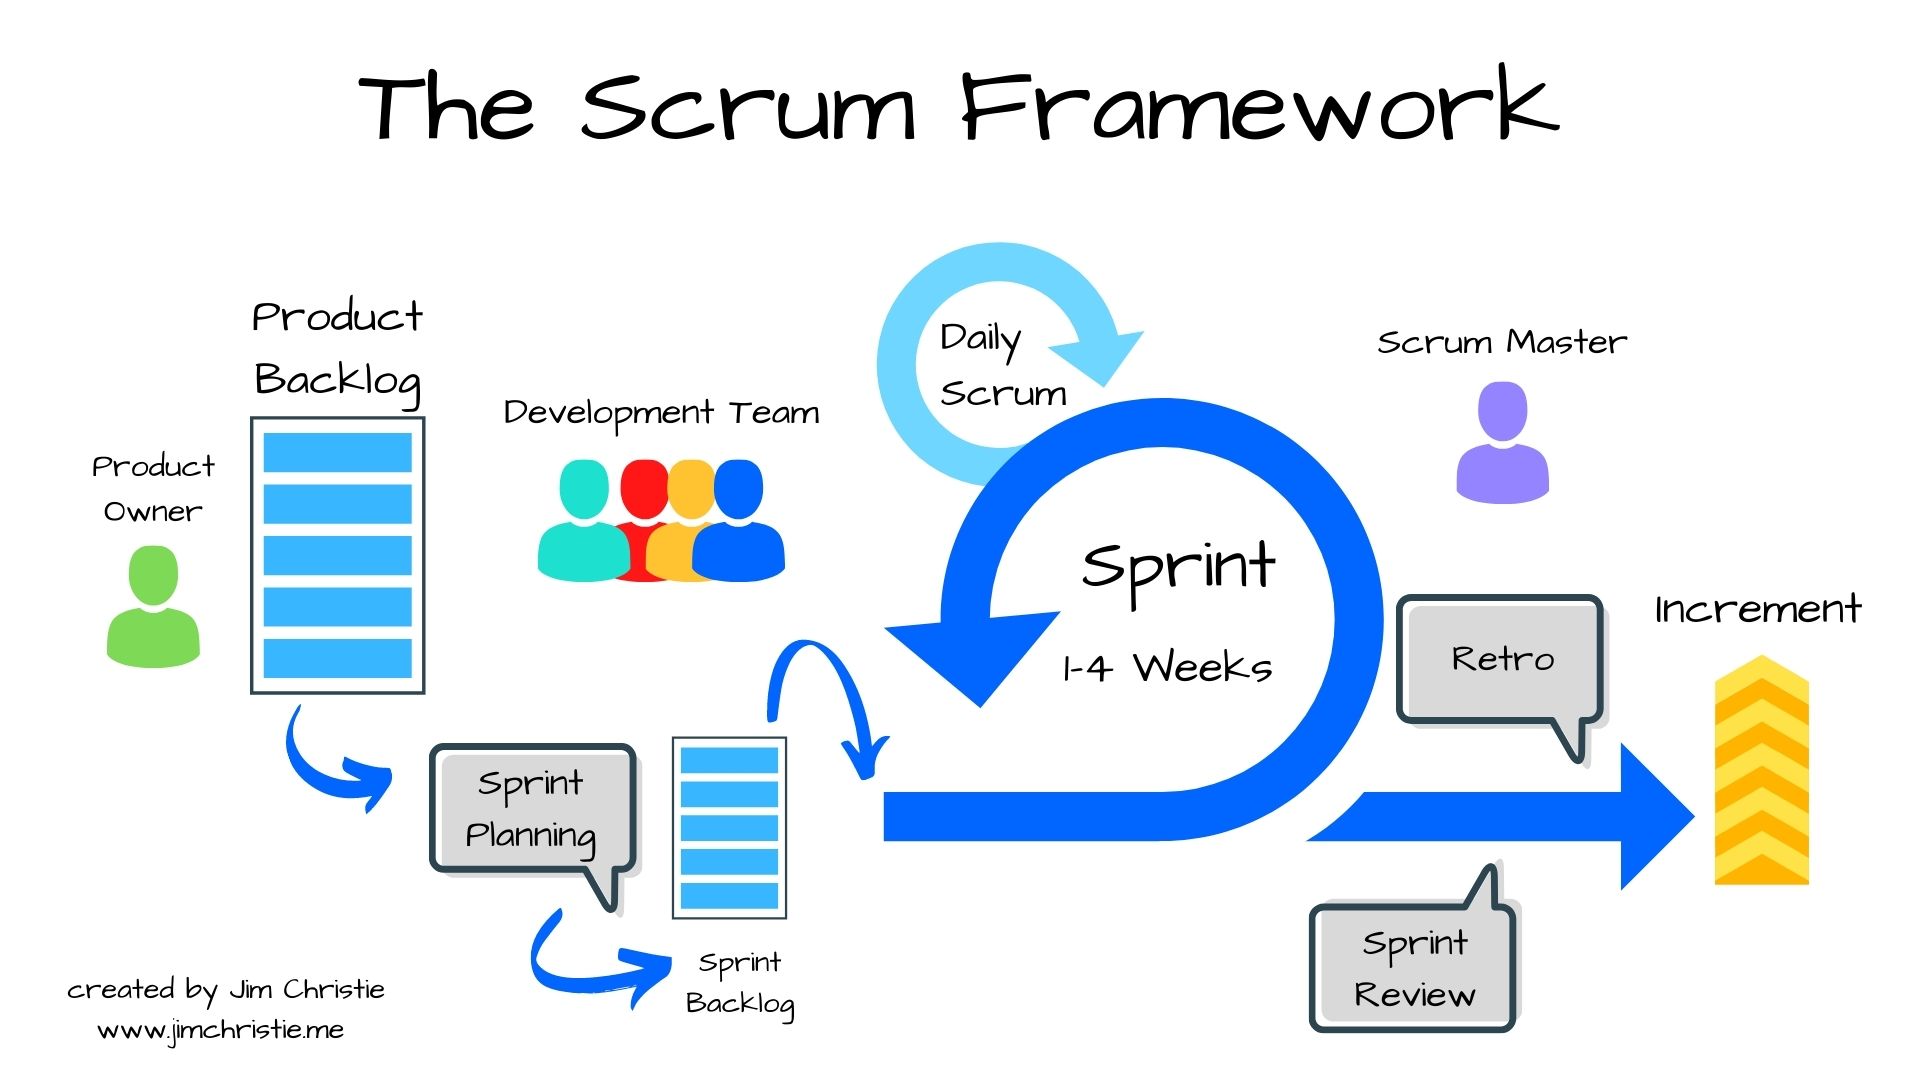 The Scrum Framework
Product
Backlog
Product
Owner
Development Team
Daily
Scrum
Scrum Master
Sprint
1-4 Weeks
Retro
Increment
Sprint
Planning
Sprint
Backlog
Sprint
Review
created by Jim Christie
www.jimchristie.me